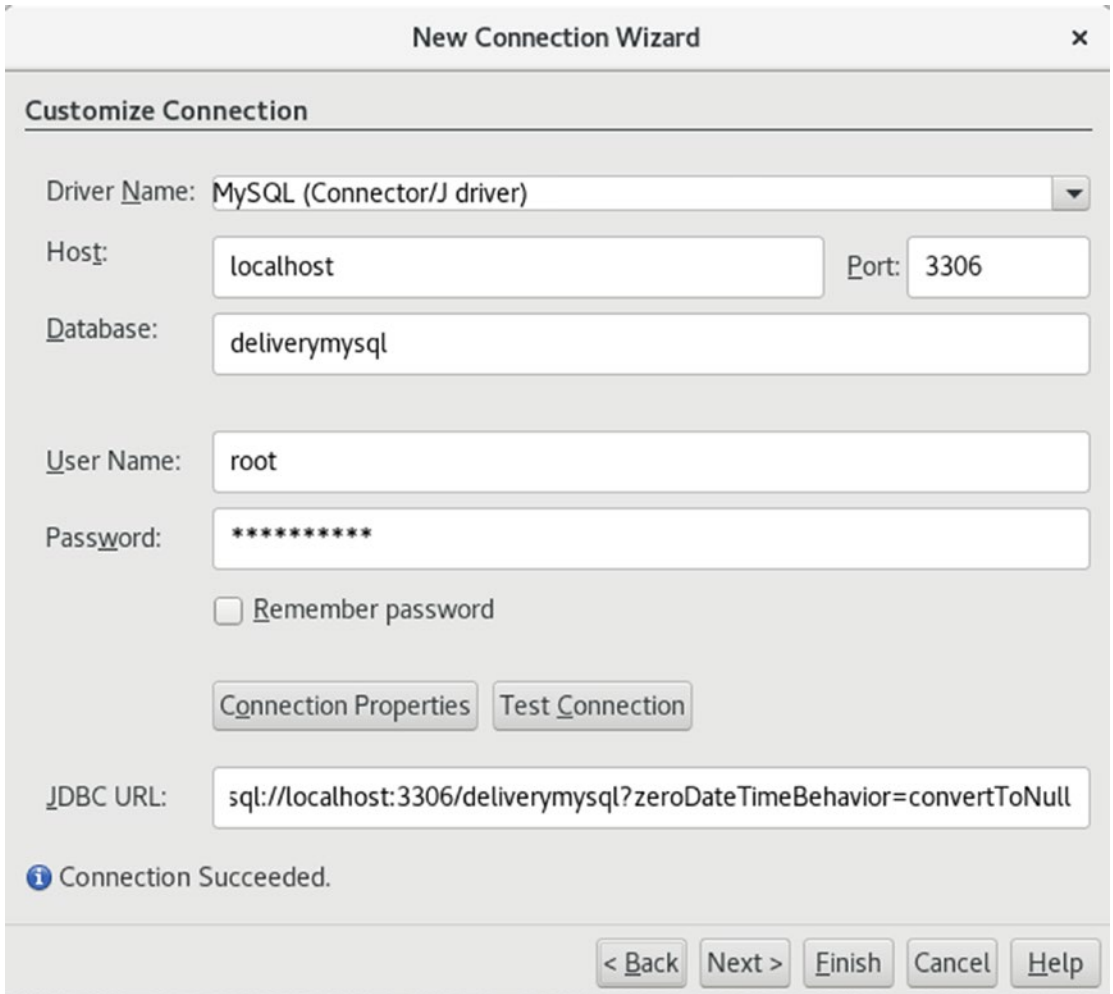 New Connection Wizard ×
Customize Connection
Driver Name: MySQL (Connector/J driver)
Host: localhost Port: 3306
Database: deliverymysql
User Name: root
Password: **********
Remember password
Connection Properties Test Connection
JDBC URL: sql://localhost:3306/deliverymysql?zeroDateTimeBehavior=convertToNull
Connection Succeeded.
< Back Next > Finish Cancel Help